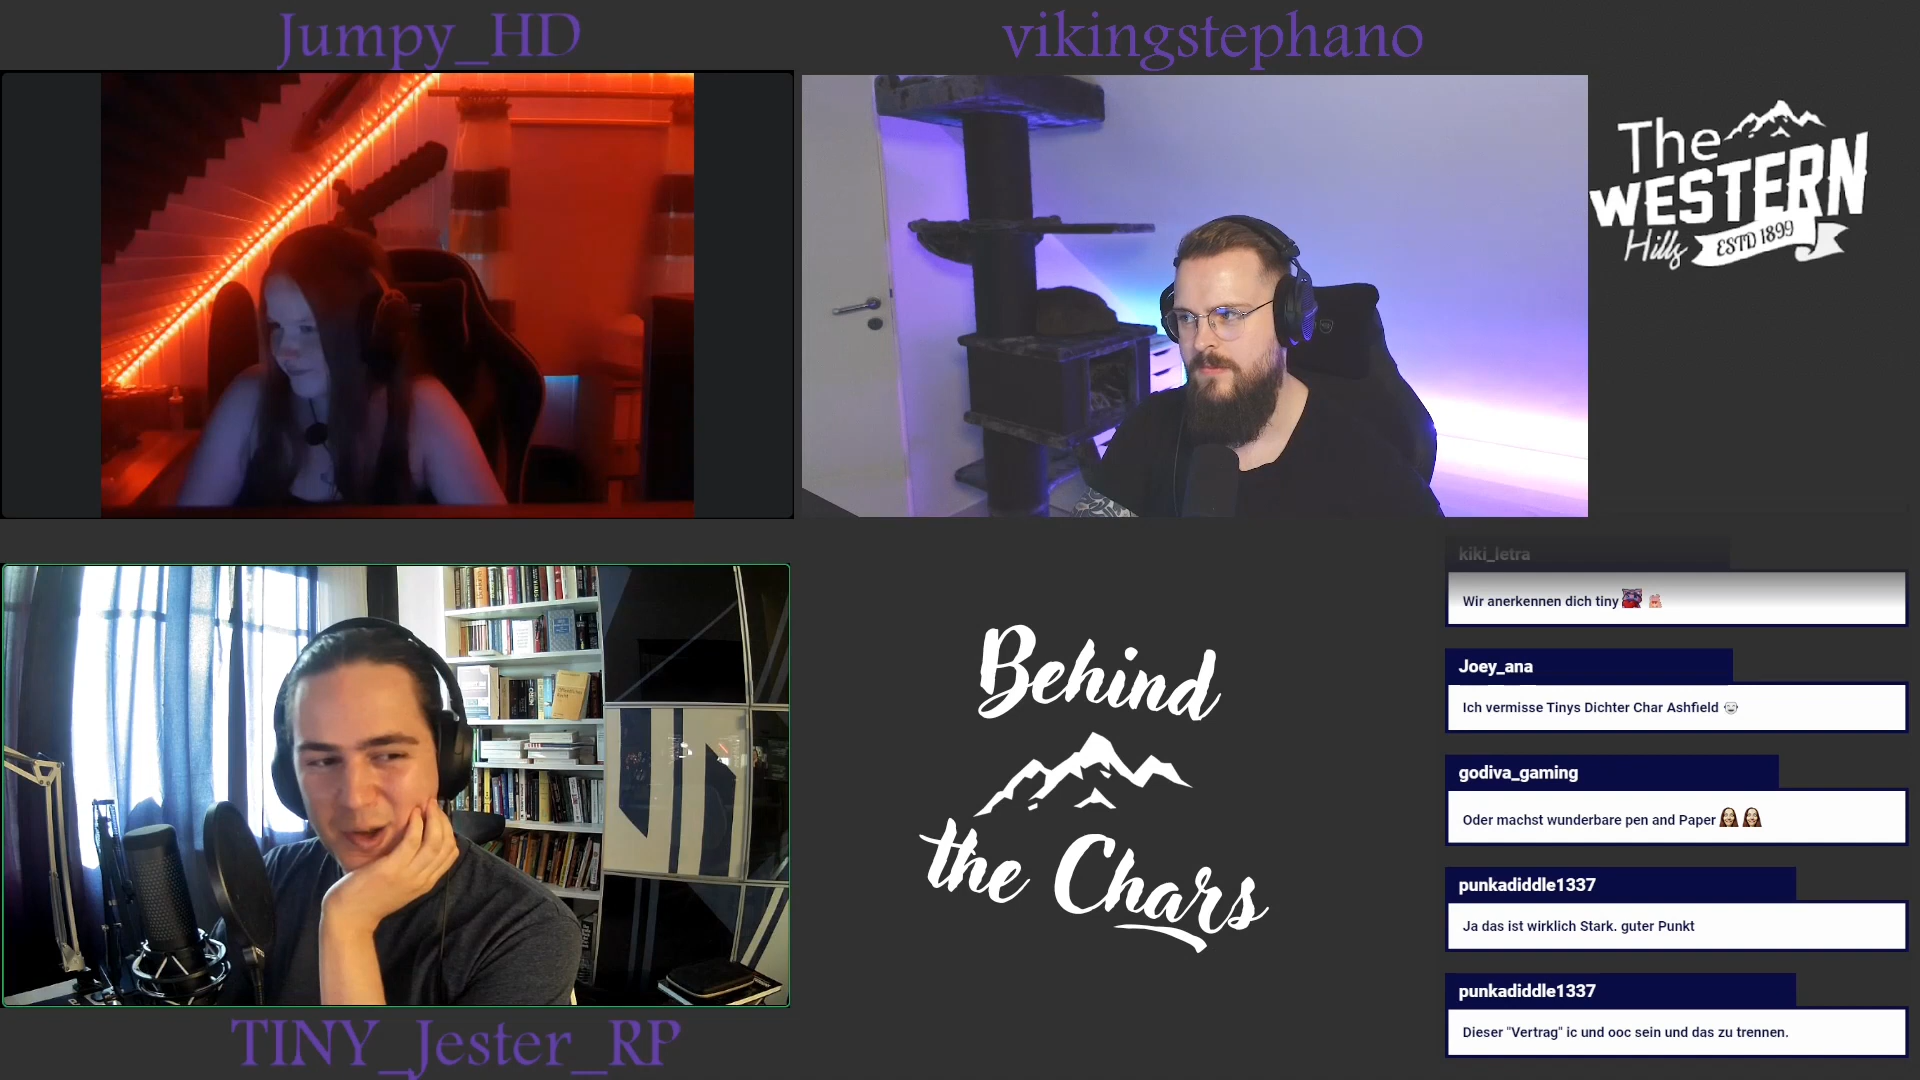 Jumpy_HD
vikingstephano
The
WESTERN
Hills
ESTD 1899
kiki_letra
Wir anerkennen dich tiny
Joey_ana
Ich vermisse Tinys Dichter Char Ashfield
godiva_gaming
Oder machst wunderbare pen and Paper
punkadiddle1337
Ja das ist wirklich Stark. guter Punkt
punkadiddle1337
Dieser "Vertrag" ic und ooc sein und das zu trennen.
Behind
the Chars
TINY_Jester_RP